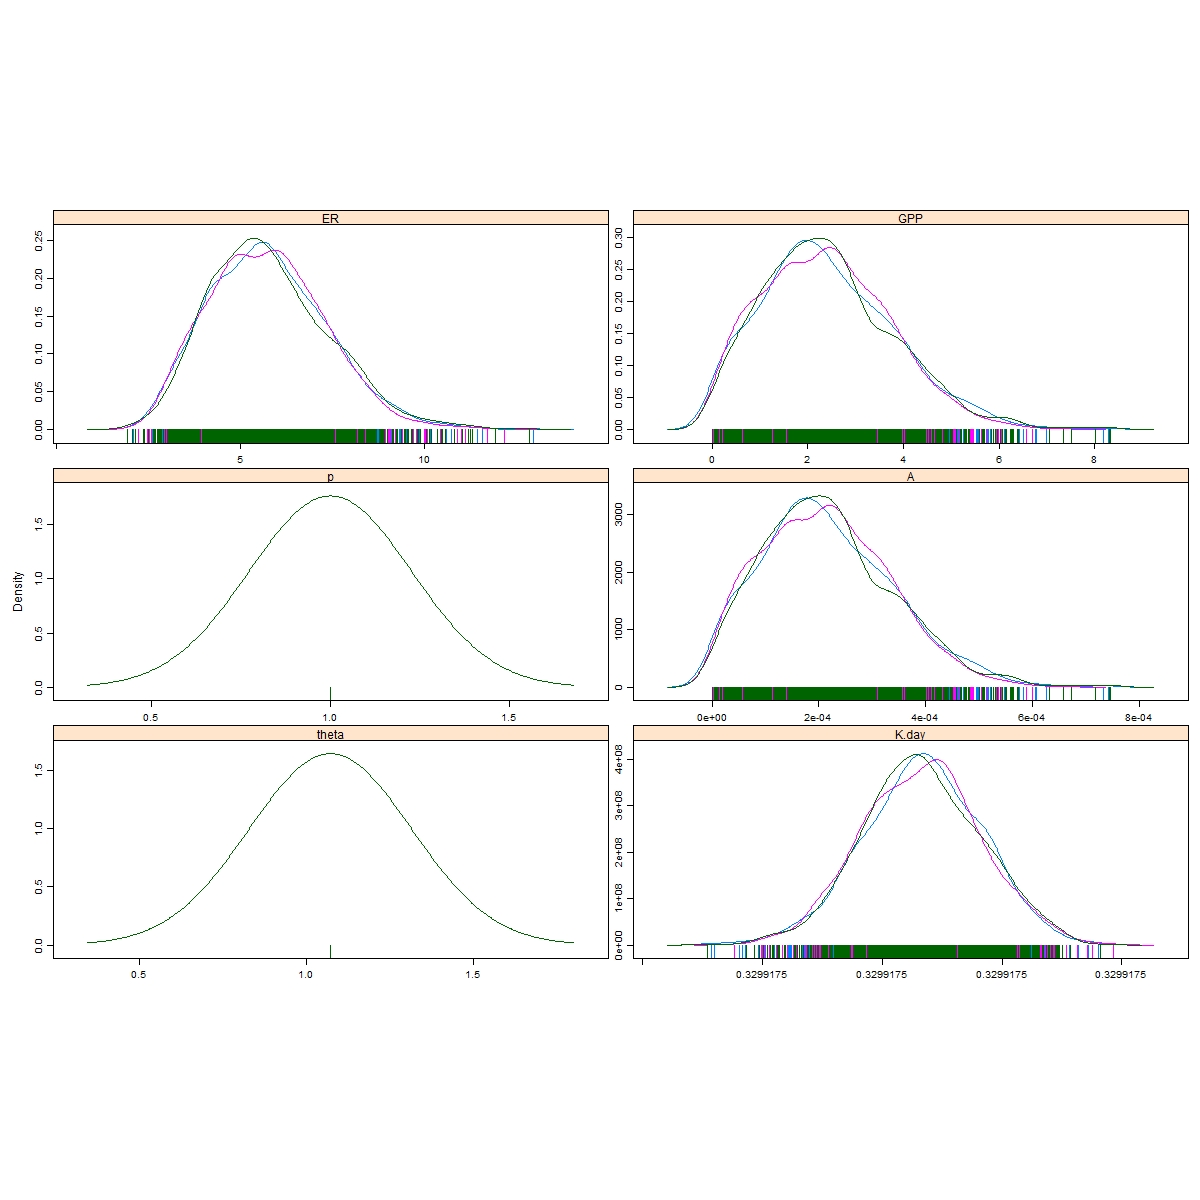 ER
0.00 0.05 0.10 0.15 0.20 0.25
5 10
GPP
0.00 0.05 0.10 0.15 0.20 0.25 0.30
0 2 4 6 8
Density
p
0.0 0.5 1.0 1.5
0.5 1.0 1.5
A
0 1000 2000 3000
0e+00 2e-04 4e-04 6e-04 8e-04
theta
0.0 0.5 1.0 1.5
0.5 1.0 1.5
K.day
0e+00 1e+08 2e+08 3e+08 4e+08
0.3299175 0.3299175 0.3299175 0.3299175